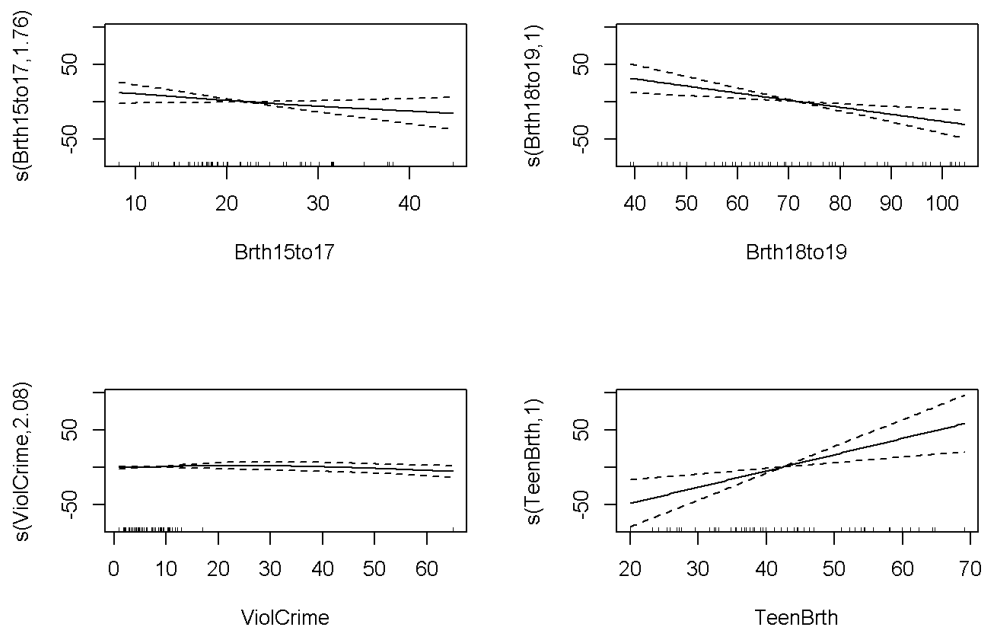 s(Brth15to17,1.76)
50
-50
10 20 30 40
Brth15to17
s(Brth18to19,1)
50
-50
40 50 60 70 80 90 100
Brth18to19
s(ViolCrime,2.08)
50
-50
0 10 20 30 40 50 60
ViolCrime
s(TeenBrth,1)
50
-50
20 30 40 50 60 70
TeenBrth